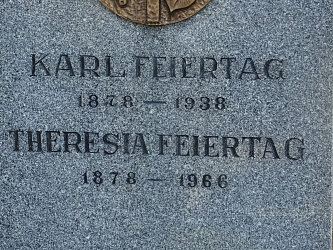 KARL FEIERTAG
1878 — 1938
THERESIA FEIERTAG
1878 — 1966